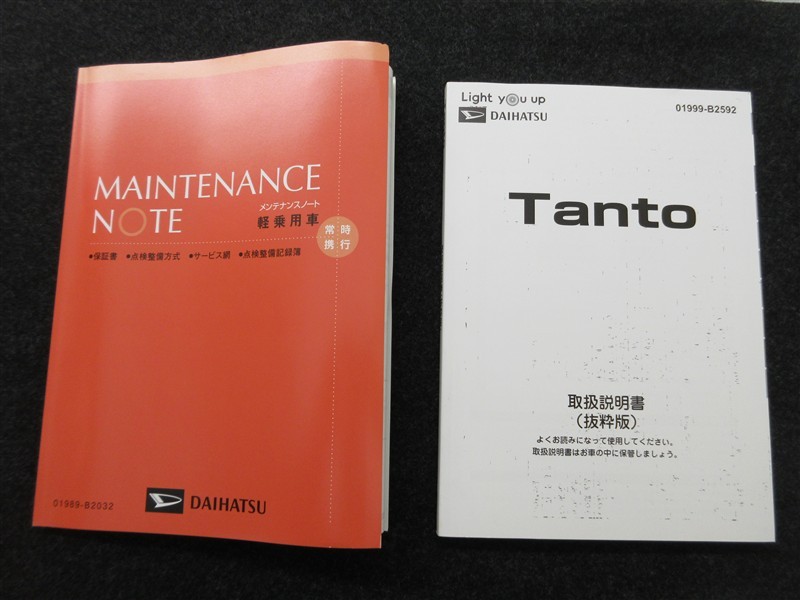 MAINTENANCE
NOTE
メンテナンスノート
軽乗用車
常時
携行
●保証書 ●点検整備方式 ●サービス網 ●点検整備記録簿
01989-B2032
DAIHATSU
Light you up
DAIHATSU
01999-B2592
Tanto
取扱説明書
（抜粋版）
よくお読みになって使用してください。
取扱説明書はお車の中に保管しましょう。